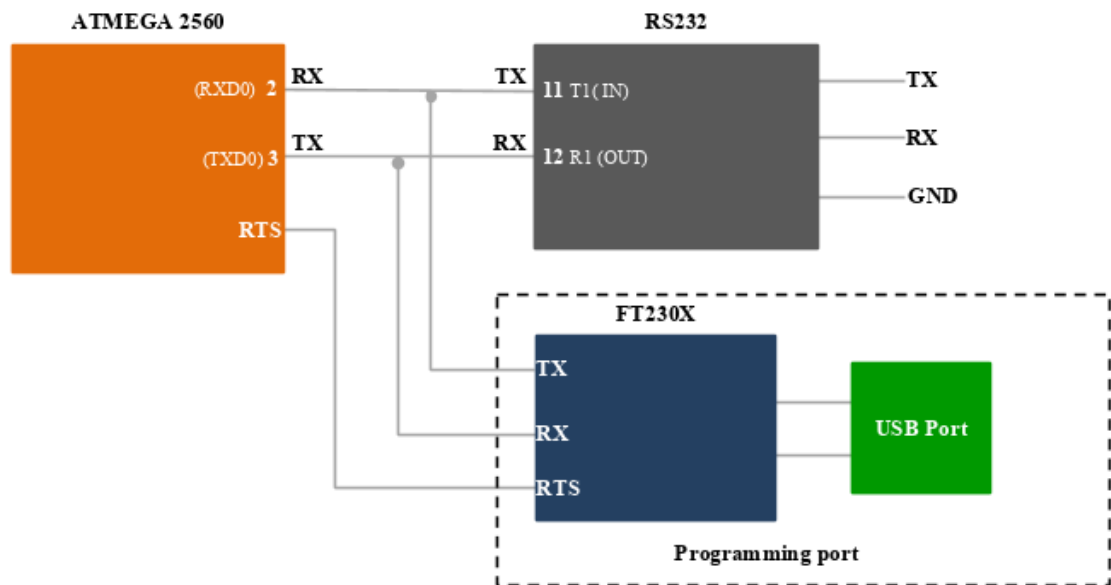 ATMEGA 2560
RS232
(RXD0) 2
RX
TX
11 T1( IN)
TX
(TXD0) 3
TX
RX
12 R1 (OUT)
RX
RTS
GND
FT230X
TX
RX
RTS
USB Port
Programming port